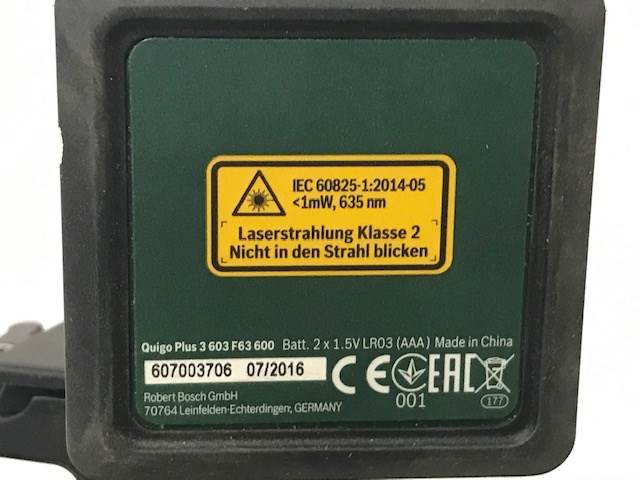 IEC 60825-1:2014-05
<1mW, 635 nm
Laserstrahlung Klasse 2
Nicht in den Strahl blicken
Quigo Plus 3 603 F63 600 Batt. 2 x 1.5V LR03 (AAA) Made in China
607003706 07/2016
CE EAC
001 177
Robert Bosch GmbH
70764 Leinfelden-Echterdingen, GERMANY